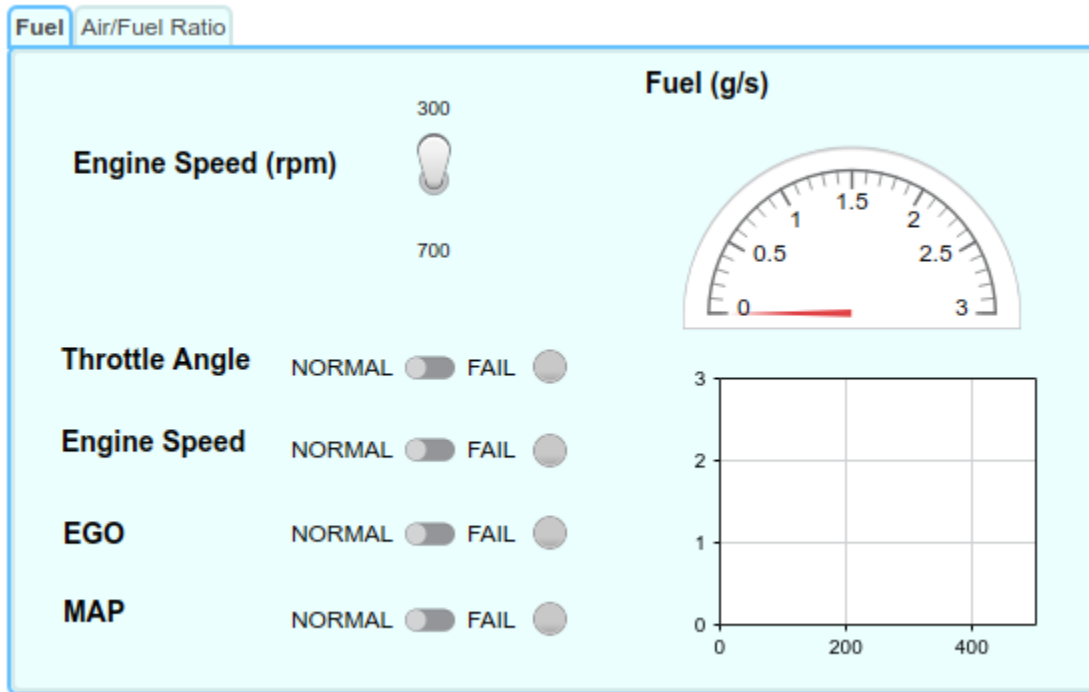 Fuel Air/Fuel Ratio
Fuel (g/s)
300
Engine Speed (rpm)
700
0 0.5 1 1.5 2 2.5 3
Throttle Angle NORMAL FAIL
Engine Speed NORMAL FAIL
EGO NORMAL FAIL
MAP NORMAL FAIL
3
2
1
0
0 200 400